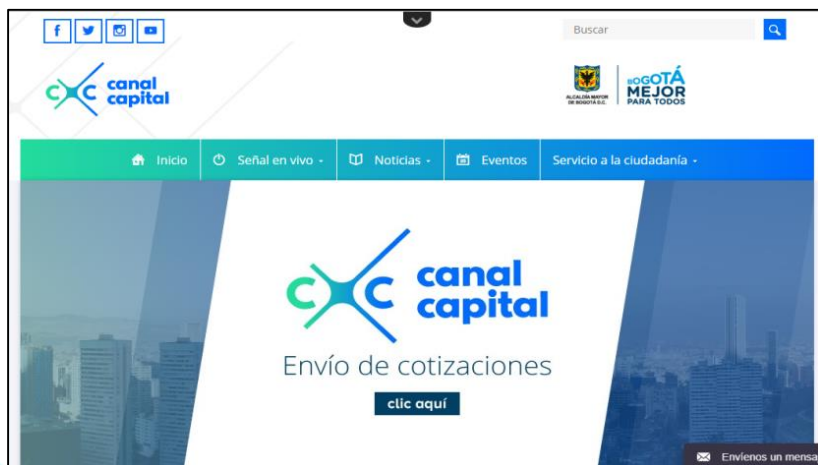 Buscar
canal
capital
ALCALDÍA MAYOR
DE BOGOTÁ D.C.
BOGOTÁ
MEJOR
PARA TODOS
Inicio
Señal en vivo
Noticias
Eventos
Servicio a la ciudadanía
canal
capital
Envío de cotizaciones
clic aquí
Envíenos un mensa